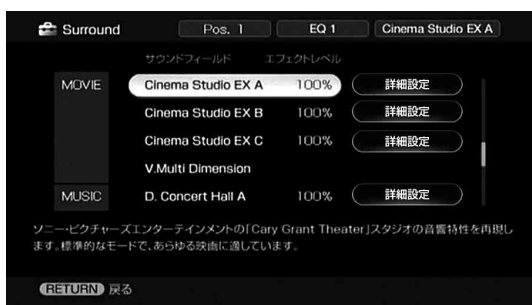 Surround Pos. 1 EQ 1 Cinema Studio EX A
サウンドフィールド エフェクトレベル
MOVIE Cinema Studio EX A 100% 詳細設定
Cinema Studio EX B 100% 詳細設定
Cinema Studio EX C 100% 詳細設定
V.Multi Dimension
MUSIC D. Concert Hall A 100% 詳細設定
ソニー・ピクチャーズエンターテインメントの「Cary Grant Theater」スタジオの音響特性を再現し
ます。標準的なモードで、あらゆる映画に適しています。
RETURN 戻る